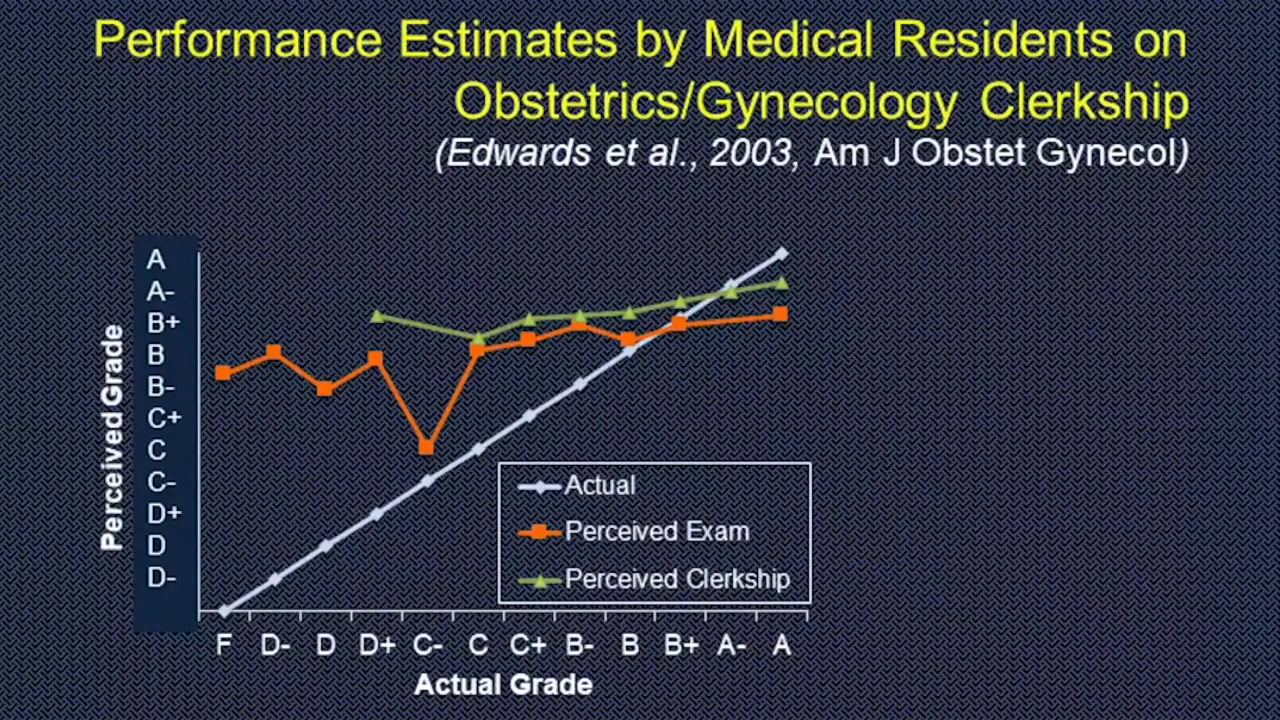 Performance Estimates by Medical Residents on
Obstetrics/Gynecology Clerkship
(Edwards et al., 2003, Am J Obstet Gynecol)
Perceived Grade
A
A-
B+
B
B-
C+
C
C-
D+
D
D-
Actual
Perceived Exam
Perceived Clerkship
F D- D D+ C- C C+ B- B B+ A- A
Actual Grade